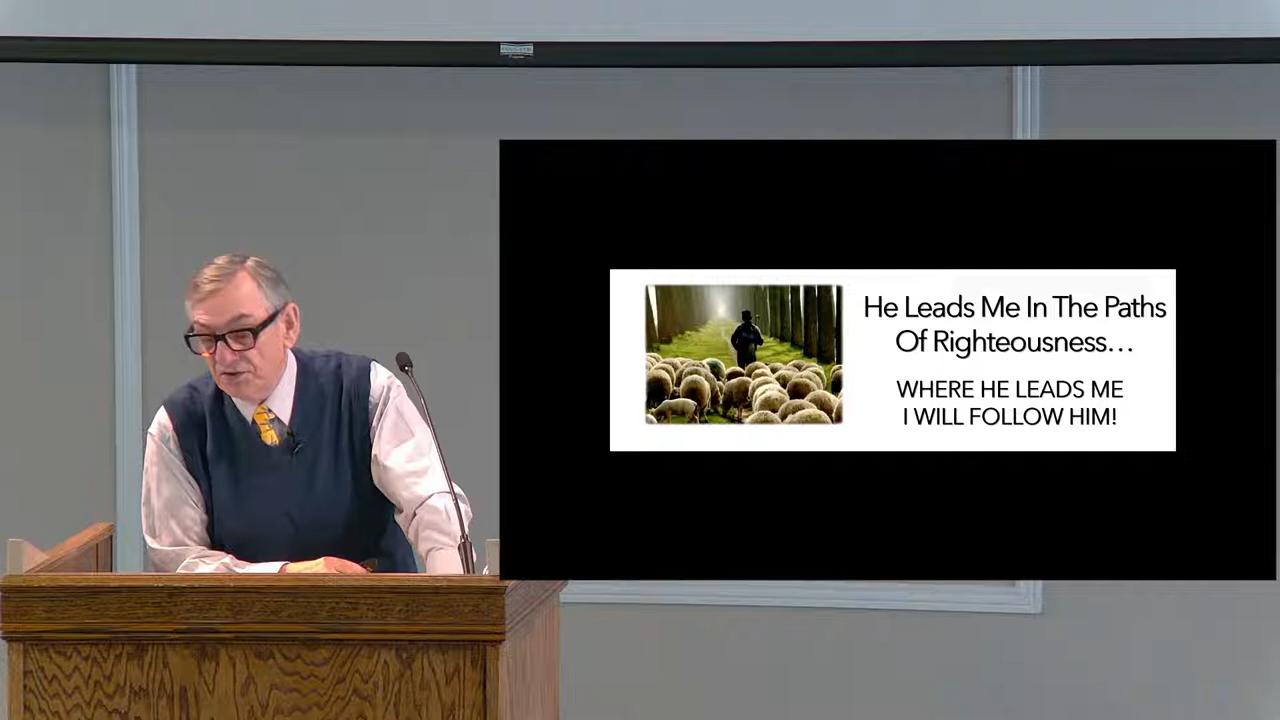 He Leads Me In The Paths
Of Righteousness…
WHERE HE LEADS ME
I WILL FOLLOW HIM!